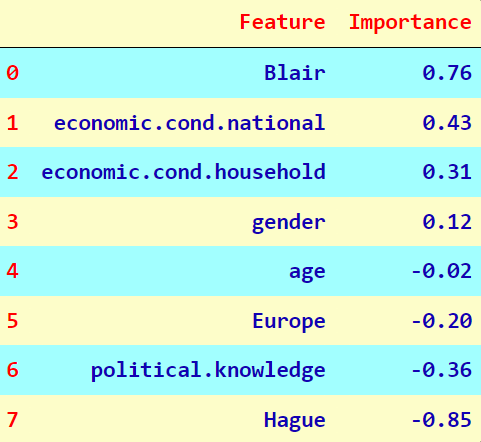 Feature Importance
0 Blair 0.76
1 economic.cond.national 0.43
2 economic.cond.household 0.31
3 gender 0.12
4 age -0.02
5 Europe -0.20
6 political.knowledge -0.36
7 Hague -0.85